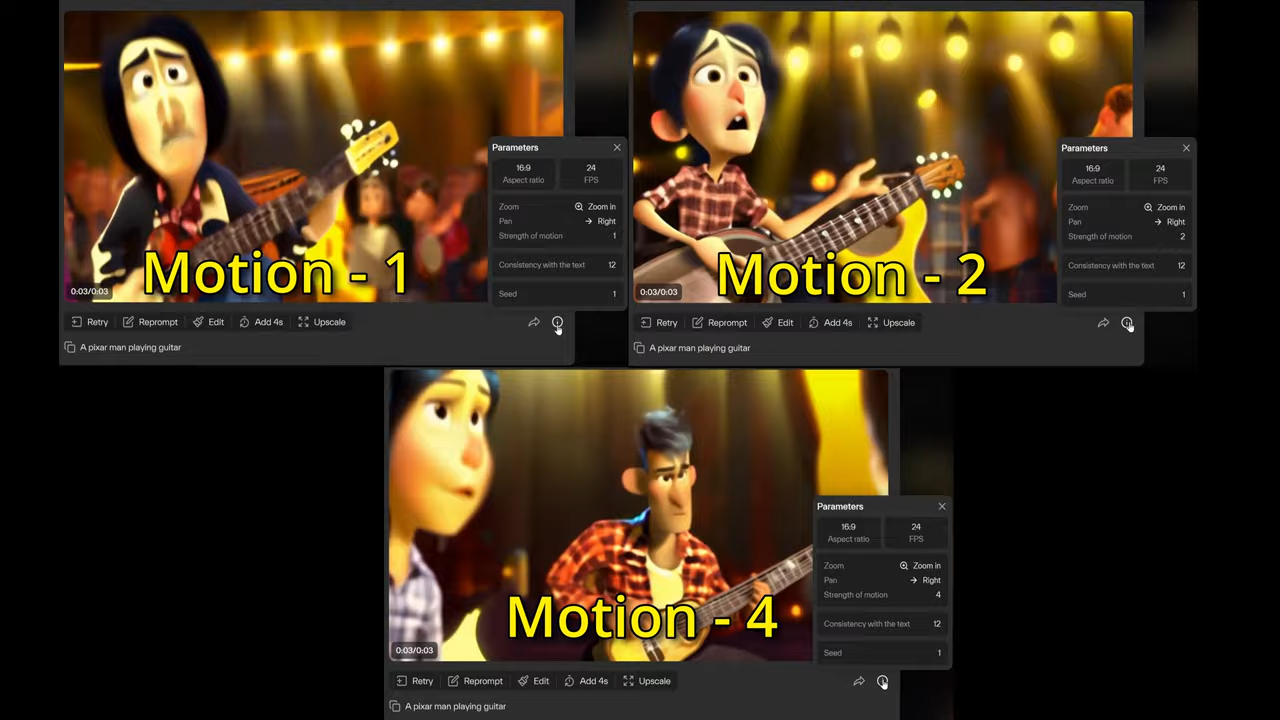 Parameters
16:9 24
Aspect ratio FPS
Zoom Zoom in
Pan Right
Strength of motion 1
Consistency with the text 12
Seed 1
Motion - 1
0:03/0:03
Retry Reprompt Edit Add 4s Upscale
A pixar man playing guitar
Parameters
16:9 24
Aspect ratio FPS
Zoom Zoom in
Pan Right
Strength of motion 2
Consistency with the text 12
Seed 1
Motion - 2
0:03/0:03
Retry Reprompt Edit Add 4s Upscale
A pixar man playing guitar
Parameters
16:9 24
Aspect ratio FPS
Zoom Zoom in
Pan Right
Strength of motion 4
Consistency with the text 12
Seed 1
Motion - 4
0:03/0:03
Retry Reprompt Edit Add 4s Upscale
A pixar man playing guitar